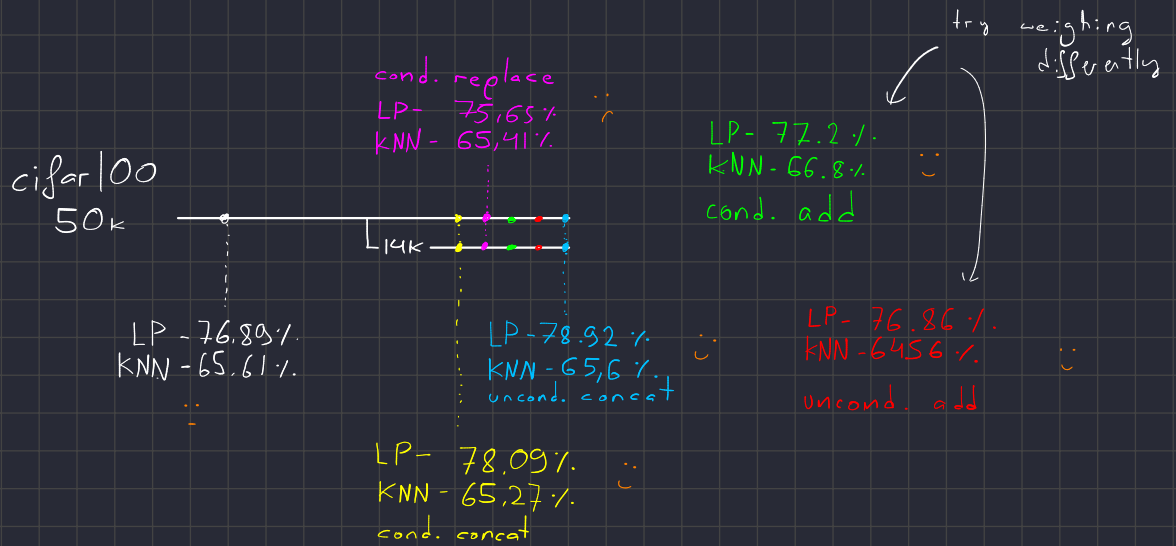 try weighing
differently
cond. replace
LP- 75,65%
KNN- 65,41%
LP- 77.2%.
KNN-66.8%
cond. add
cifar100
50k
14K
LP-76.89%.
KNN-65.61%.
LP-78.92%.
KNN-65,6%.
uncond. concat
LP- 76.86%.
KNN-6456%.
uncond. add
LP- 78.09%.
KNN-65,27%.
cond. concat